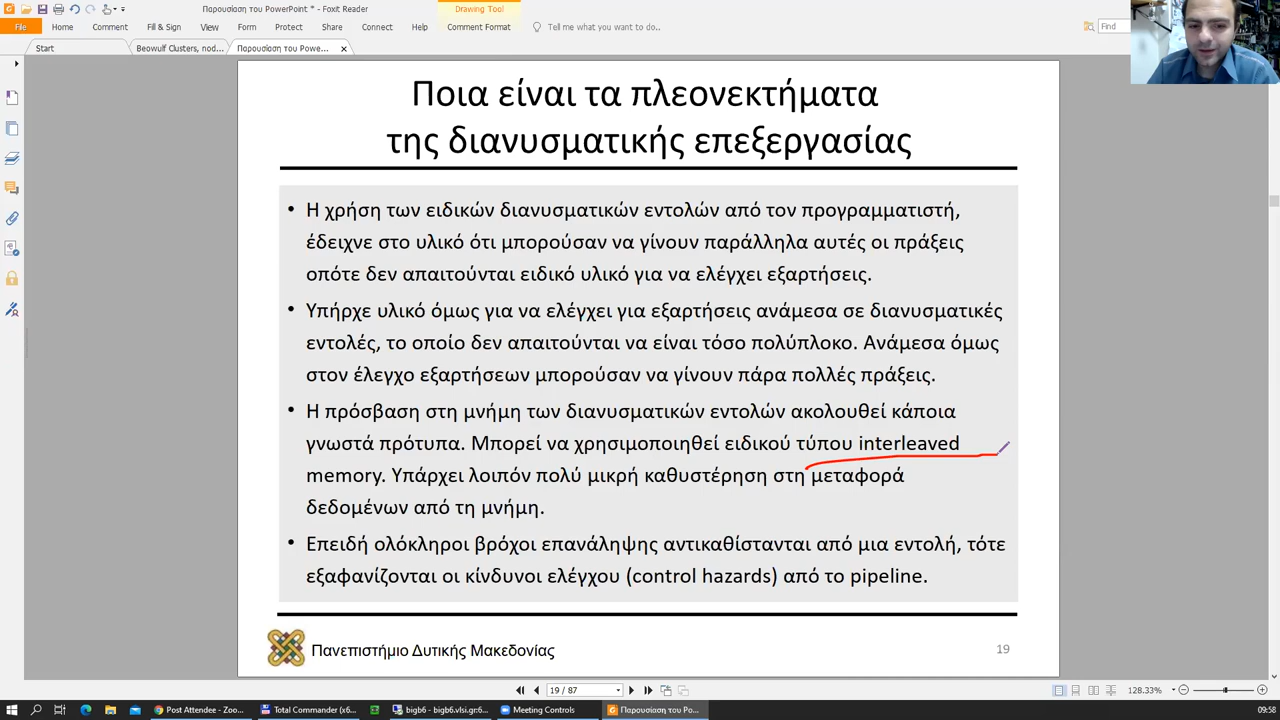 Παρουσίαση του PowerPoint * - Foxit Reader
Drawing Tool
File Home Comment Fill & Sign View Form Protect Share Connect Help Comment Format Tell me what you want to do.. Find
Start Beowulf Clusters, nod... Παρουσίαση του Powe...
Ποια είναι τα πλεονεκτήματα
της διανυσματικής επεξεργασίας
• Η χρήση των ειδικών διανυσματικών εντολών από τον προγραμματιστή,
έδειχνε στο υλικό ότι μπορούσαν να γίνουν παράλληλα αυτές οι πράξεις
οπότε δεν απαιτούνται ειδικό υλικό για να ελέγχει εξαρτήσεις.
• Υπήρχε υλικό όμως για να ελέγχει για εξαρτήσεις ανάμεσα σε διανυσματικές
εντολές, το οποίο δεν απαιτούνται να είναι τόσο πολύπλοκο. Ανάμεσα όμως
στον έλεγχο εξαρτήσεων μπορούσαν να γίνουν πάρα πολλές πράξεις.
• Η πρόσβαση στη μνήμη των διανυσματικών εντολών ακολουθεί κάποια
γνωστά πρότυπα. Μπορεί να χρησιμοποιηθεί ειδικού τύπου interleaved
memory. Υπάρχει λοιπόν πολύ μικρή καθυστέρηση στη μεταφορά
δεδομένων από τη μνήμη.
• Επειδή ολόκληροι βρόχοι επανάληψης αντικαθίστανται από μια εντολή, τότε
εξαφανίζονται οι κίνδυνοι ελέγχου (control hazards) από το pipeline.
Πανεπιστήμιο Δυτικής Μακεδονίας
19
19 / 87 128.33%
Post Attendee - Zoo... Total Commander (x6... big6 - bigb6.vlsi.gr:6... Meeting Controls Παρουσίαση του Po... 09:58